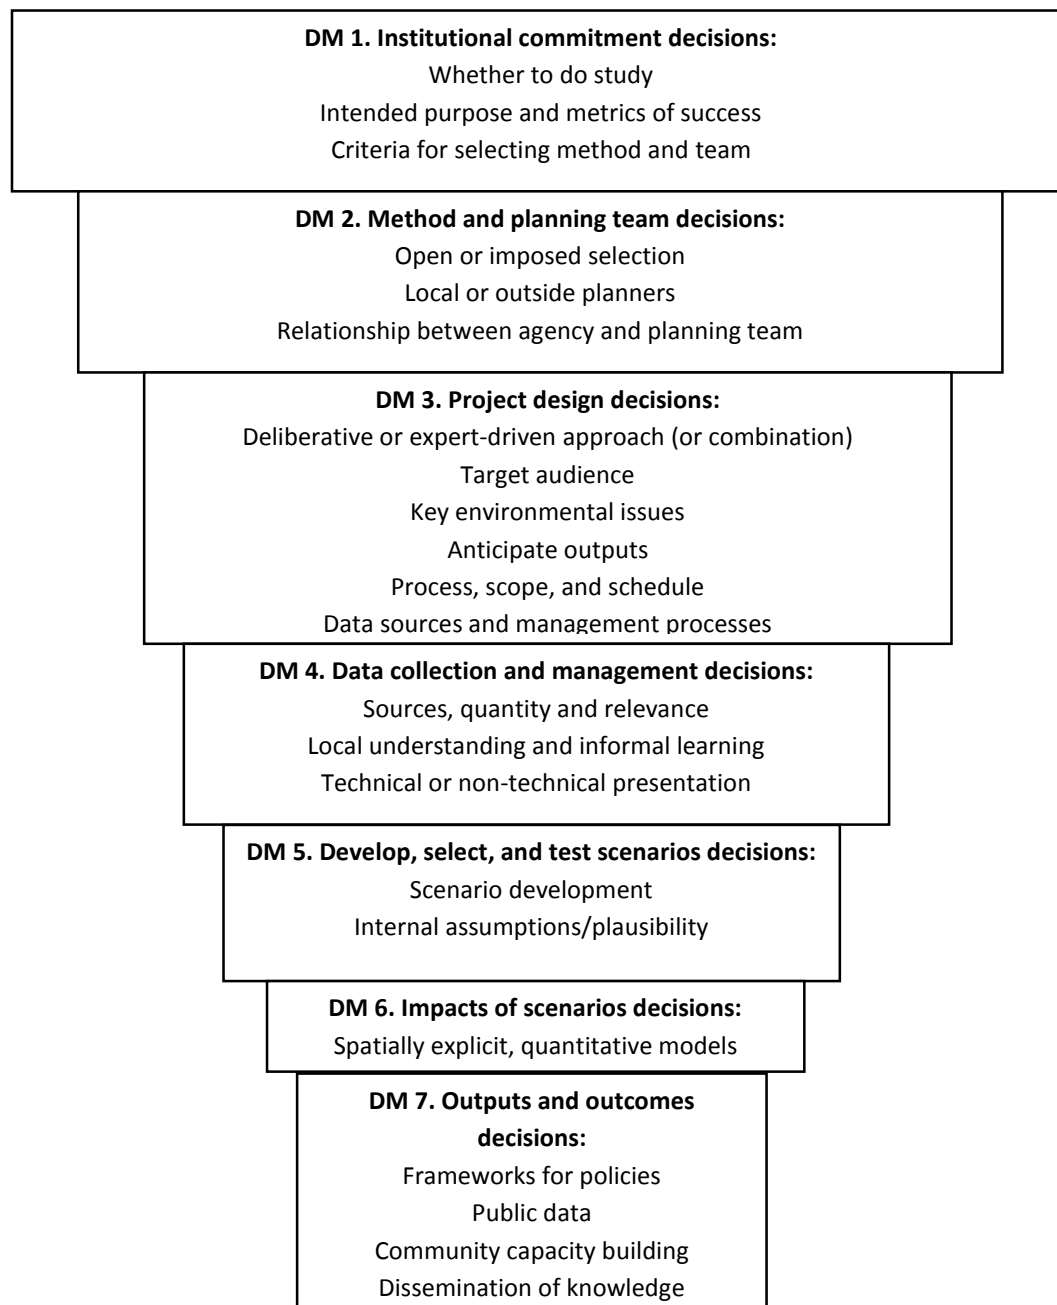 DM 1. Institutional commitment decisions:
Whether to do study
Intended purpose and metrics of success
Criteria for selecting method and team
DM 2. Method and planning team decisions:
Open or imposed selection
Local or outside planners
Relationship between agency and planning team
DM 3. Project design decisions:
Deliberative or expert-driven approach (or combination)
Target audience
Key environmental issues
Anticipate outputs
Process, scope, and schedule
Data sources and management processes
DM 4. Data collection and management decisions:
Sources, quantity and relevance
Local understanding and informal learning
Technical or non-technical presentation
DM 5. Develop, select, and test scenarios decisions:
Scenario development
Internal assumptions/plausibility
DM 6. Impacts of scenarios decisions:
Spatially explicit, quantitative models
DM 7. Outputs and outcomes
decisions:
Frameworks for policies
Public data
Community capacity building
Dissemination of knowledge